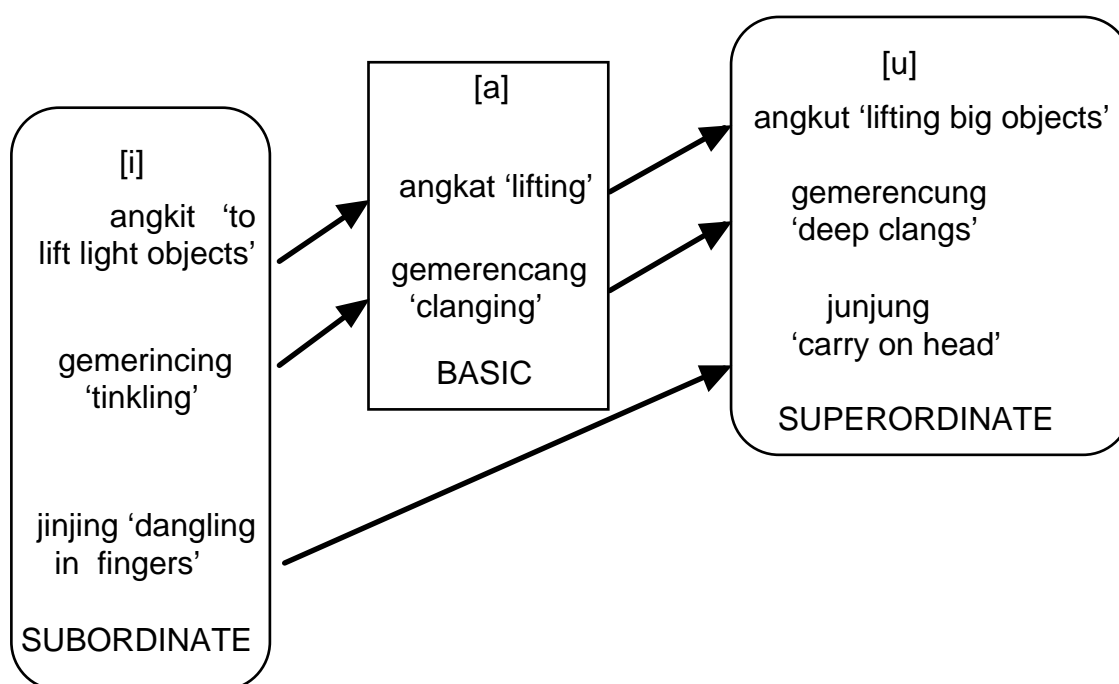 [i]
angkit ‘to
lift light objects’
gemerincing
‘tinkling’
jinjing ‘dangling
in fingers’
SUBORDINATE
[a]
angkat ‘lifting’
gemerencang
‘clanging’
BASIC
[u]
angkut ‘lifting big objects’
gemerencung
‘deep clangs’
junjung
‘carry on head’
SUPERORDINATE